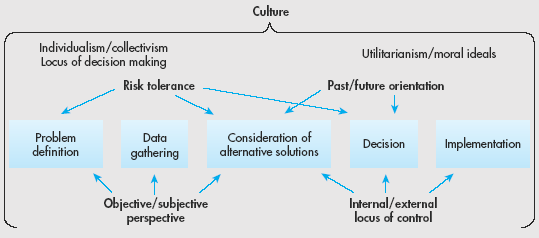 Culture
Individualism/collectivism
Locus of decision making
Utilitarianism/moral ideals
Risk tolerance
Past/future orientation
Problem
definition
Data
gathering
Consideration of
alternative solutions
Decision
Implementation
Objective/subjective
perspective
Internal/external
locus of control